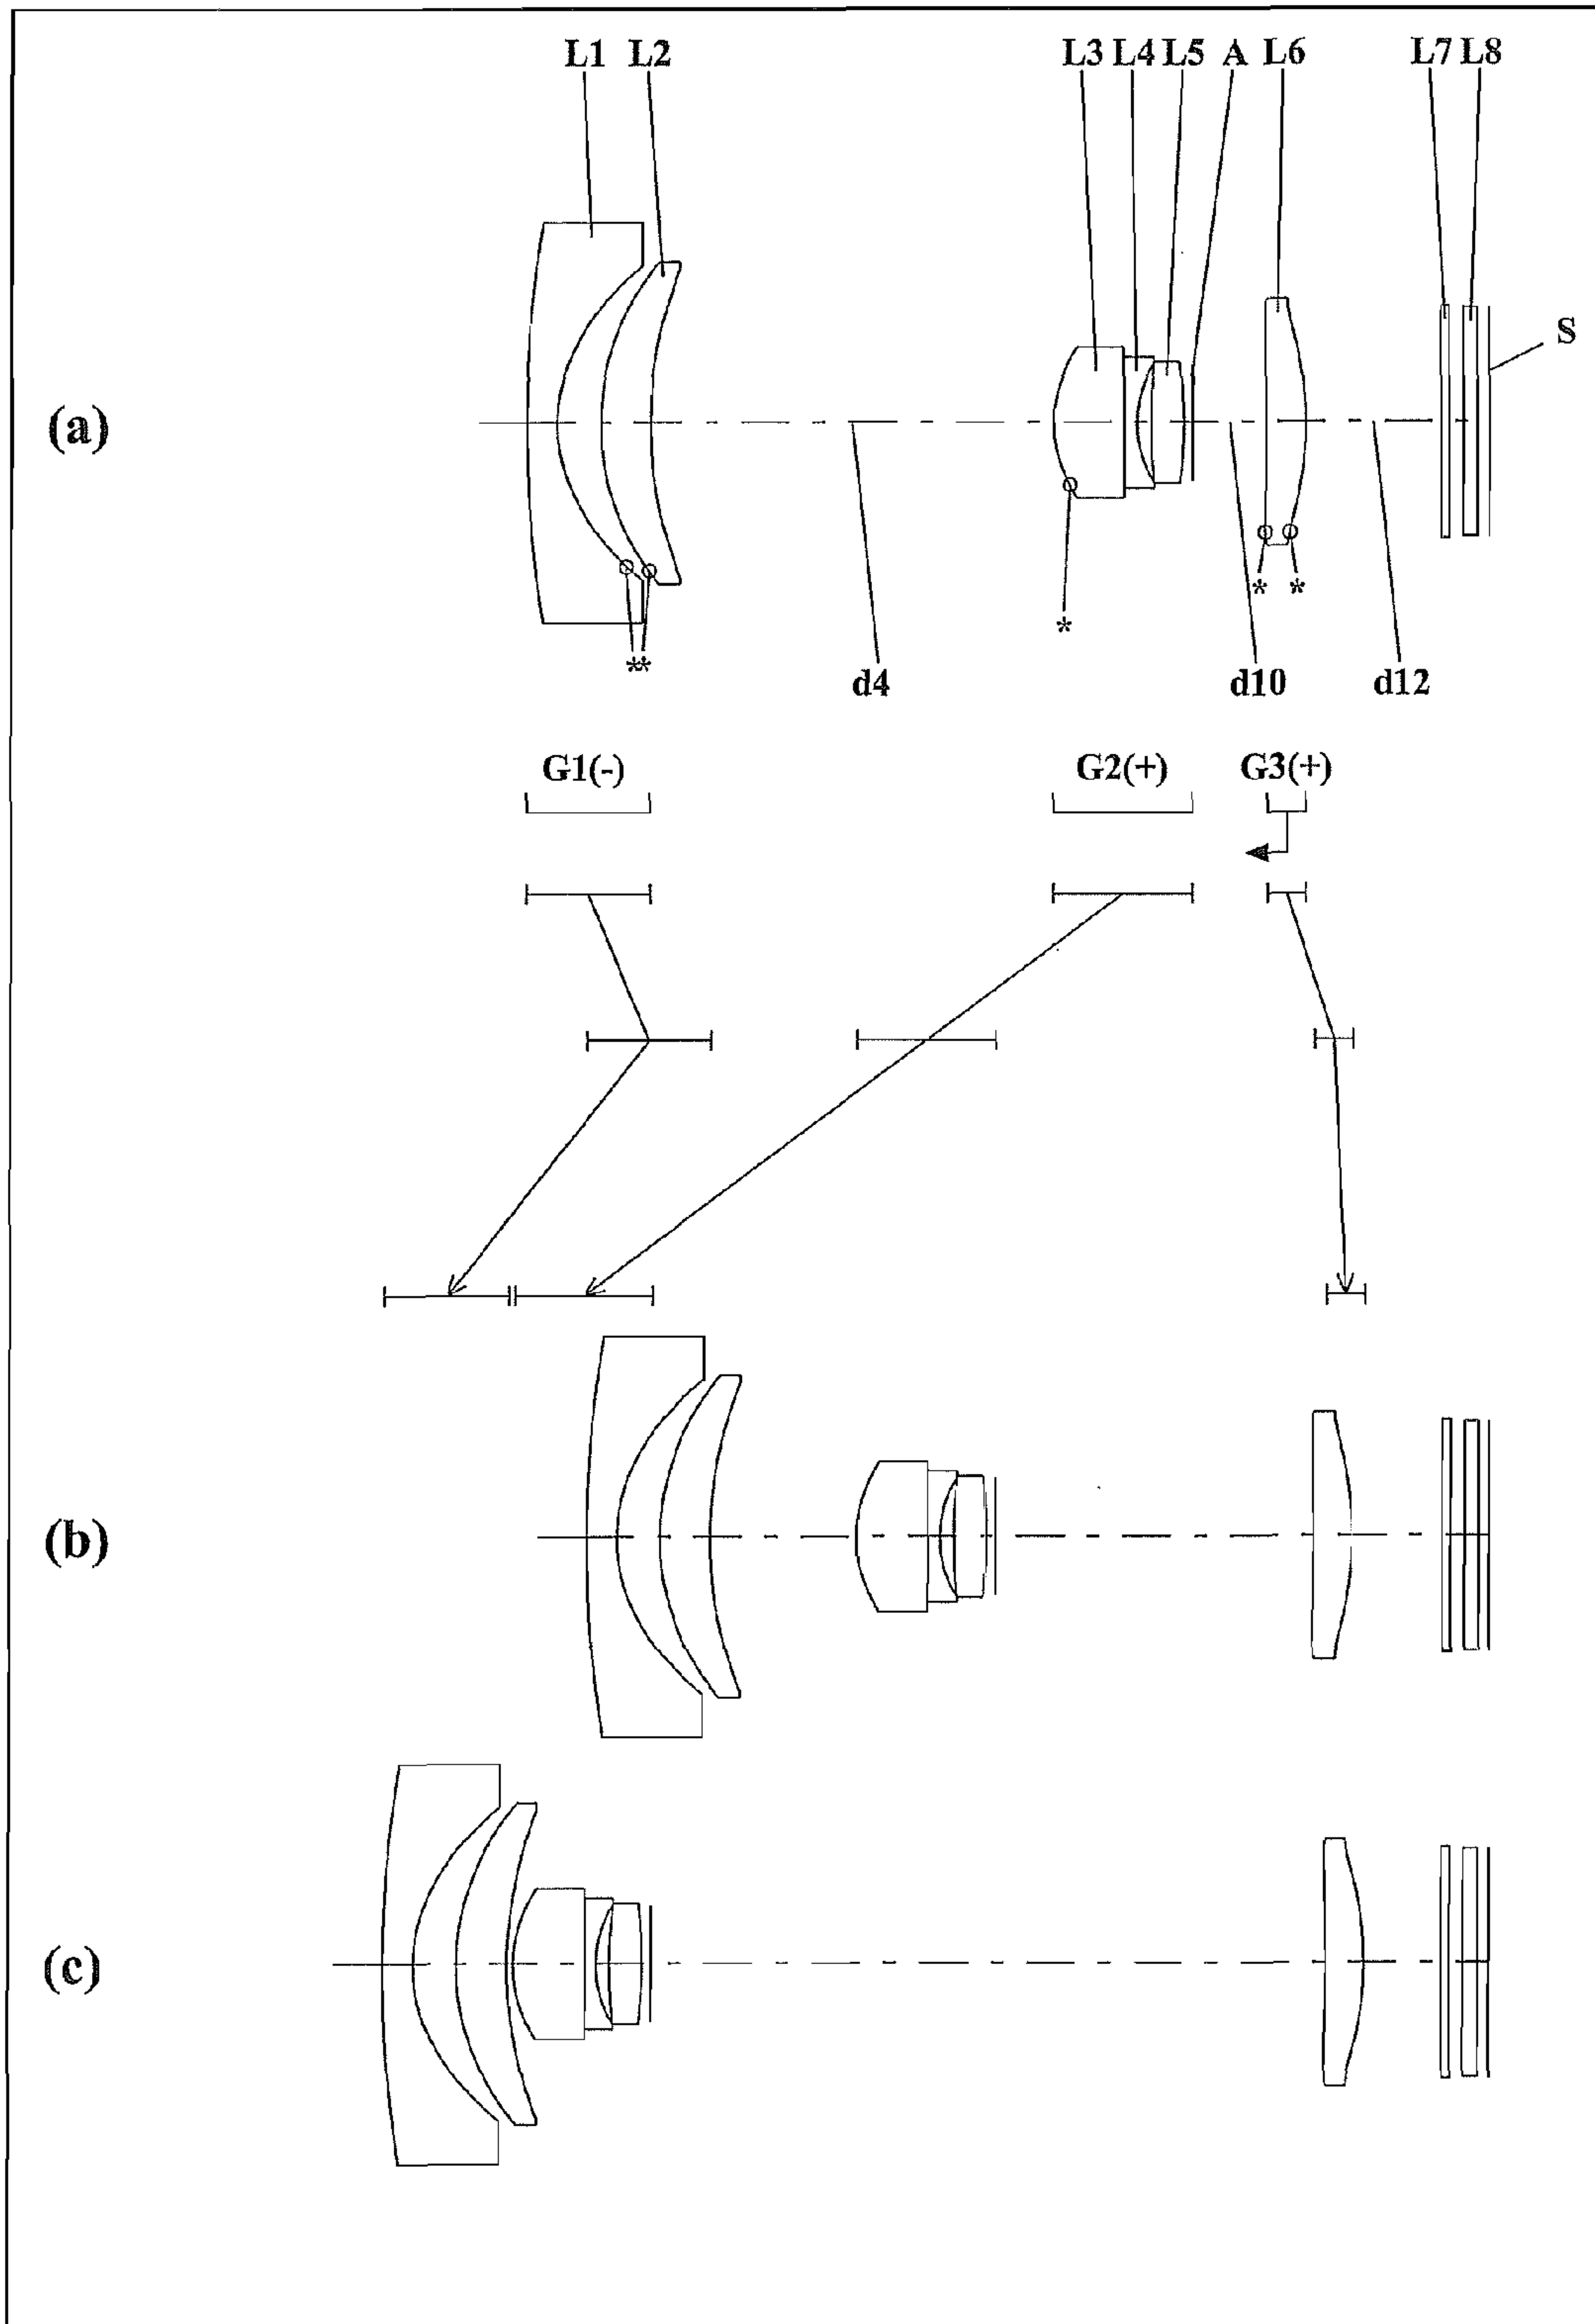 L1 L2 L3 L4 L5 A L6 L7 L8
S
(a)
* *
*
**
d4 d10 d12
G1(-) G2(+) G3(+)
(b)
(c)